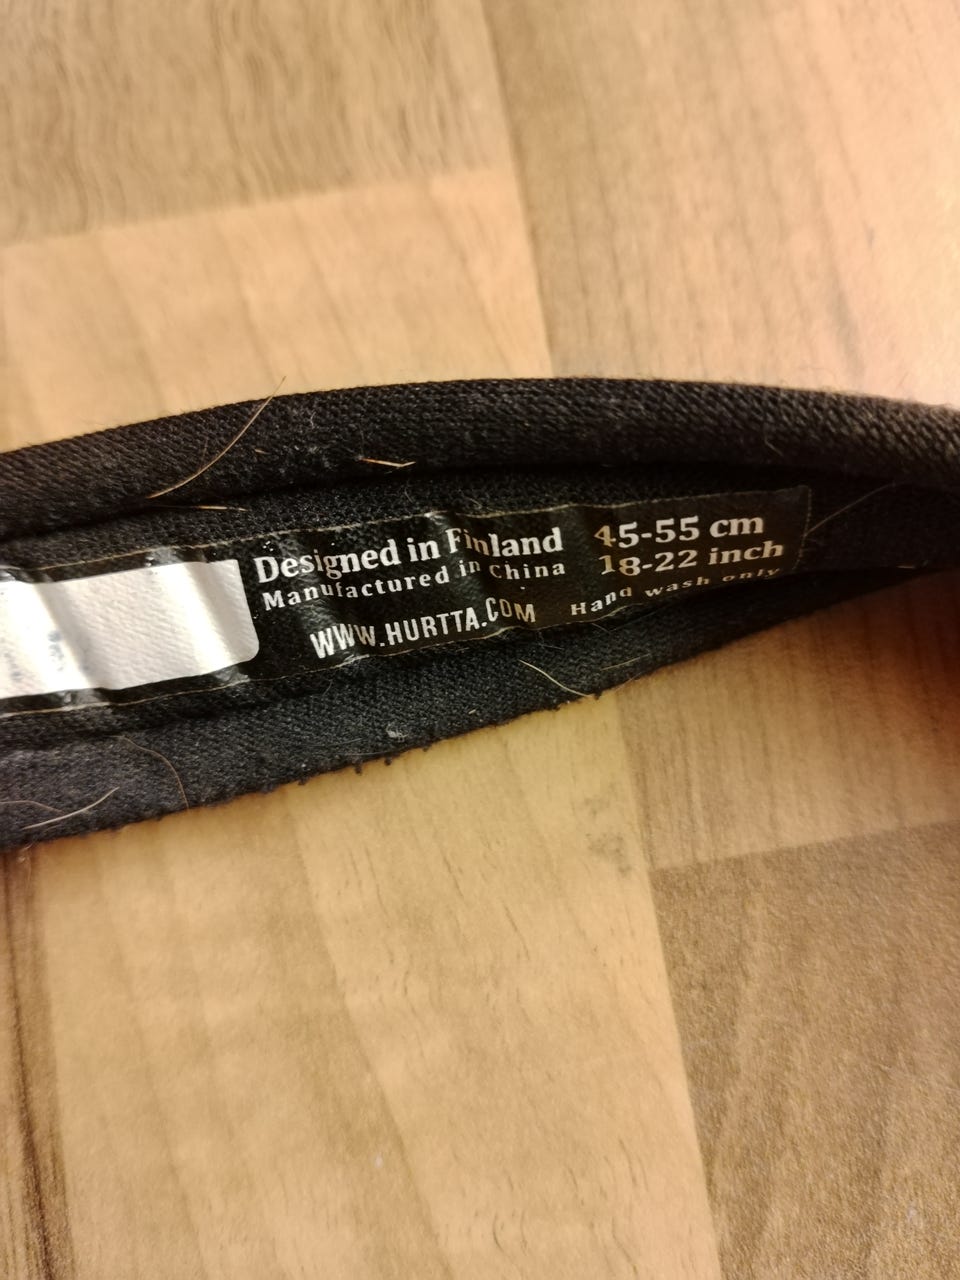 Designed in Finland
Manufactured in China
WWW.HURTTA.COM
45-55 cm
18-22 inch
Hand wash only